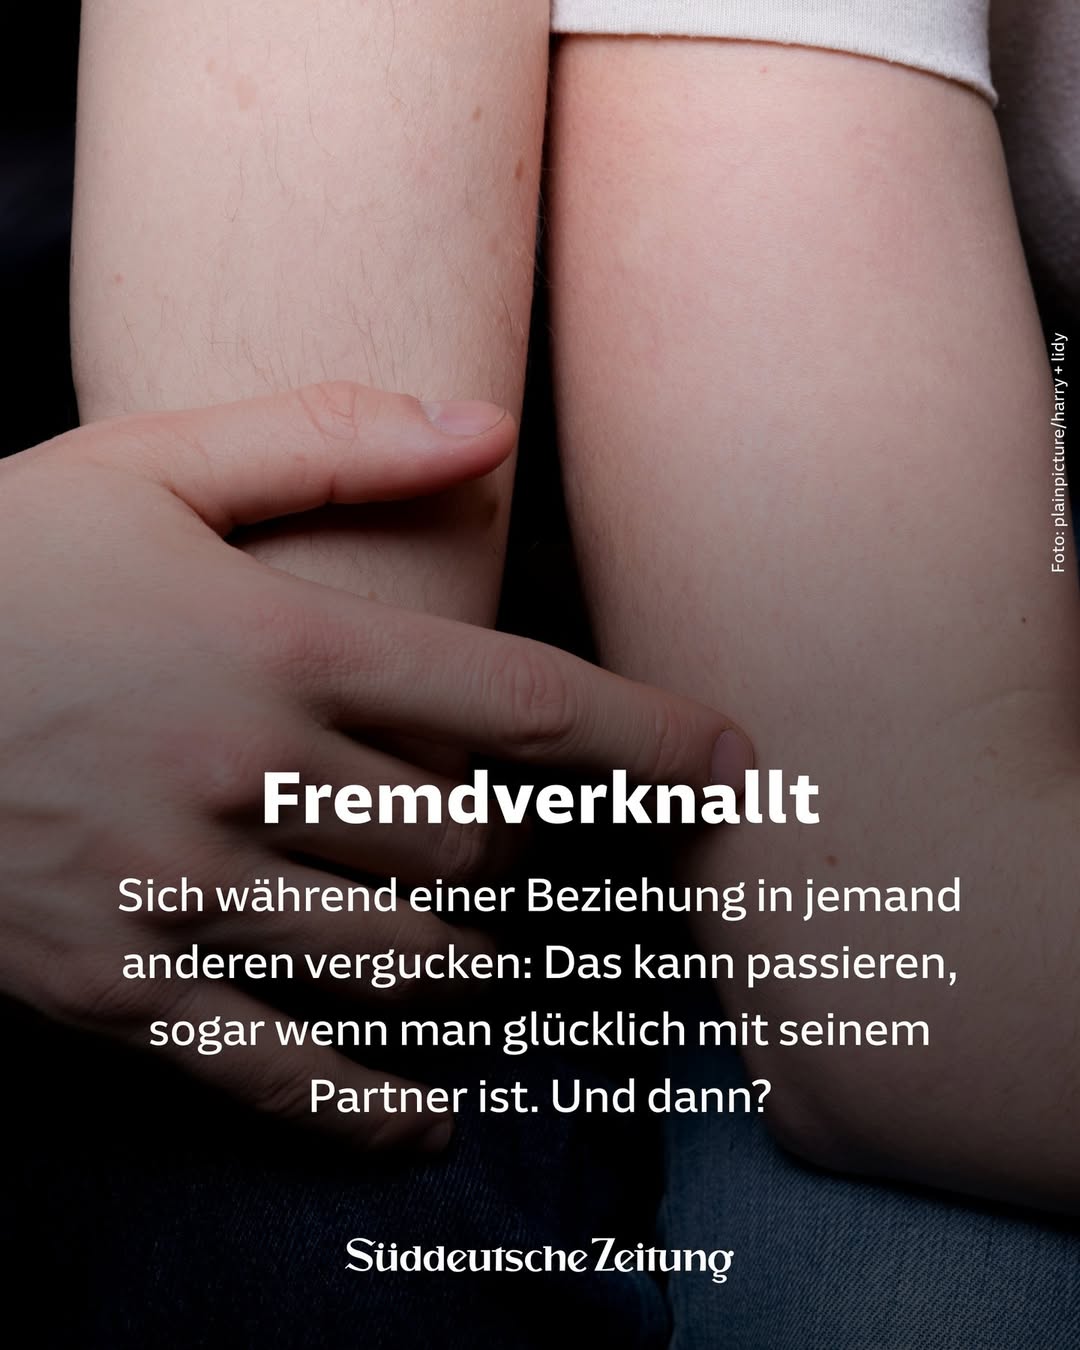 Foto: plainpicture/harry + lidy
Fremdverknallt
Sich während einer Beziehung in jemand
anderen vergucken: Das kann passieren,
sogar wenn man glücklich mit seinem
Partner ist. Und dann?
Süddeutsche Zeitung